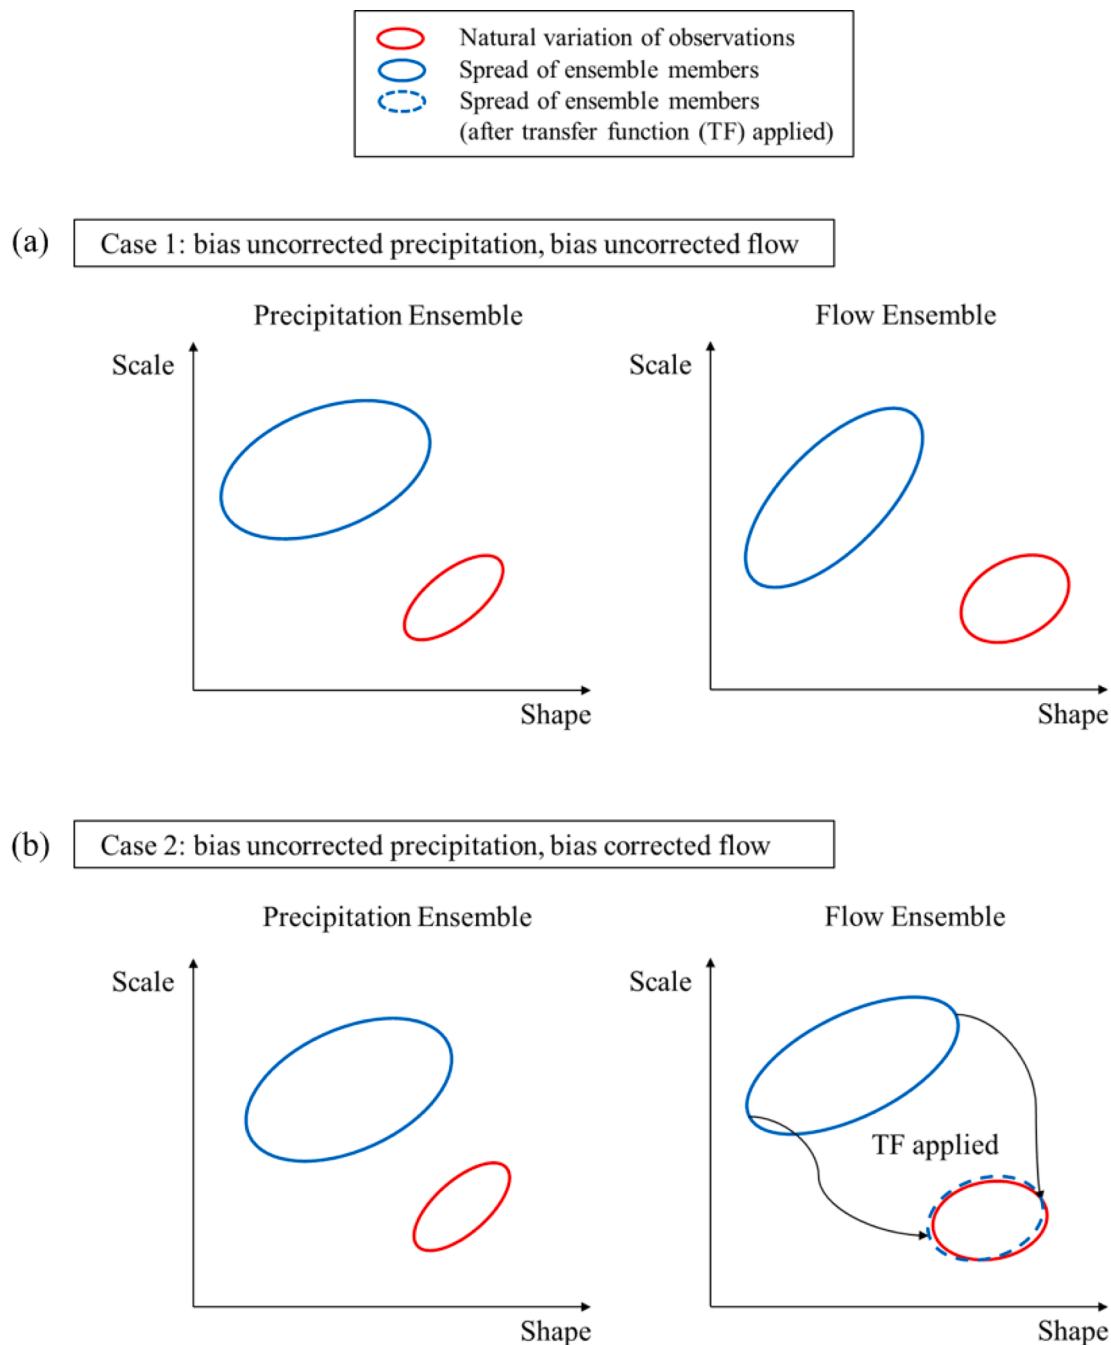 Natural variation of observations
Spread of ensemble members
Spread of ensemble members
(after transfer function (TF) applied)
(a) Case 1: bias uncorrected precipitation, bias uncorrected flow
Precipitation Ensemble
Scale
Shape
Flow Ensemble
Scale
Shape
(b) Case 2: bias uncorrected precipitation, bias corrected flow
Precipitation Ensemble
Scale
Shape
Flow Ensemble
Scale
TF applied
Shape